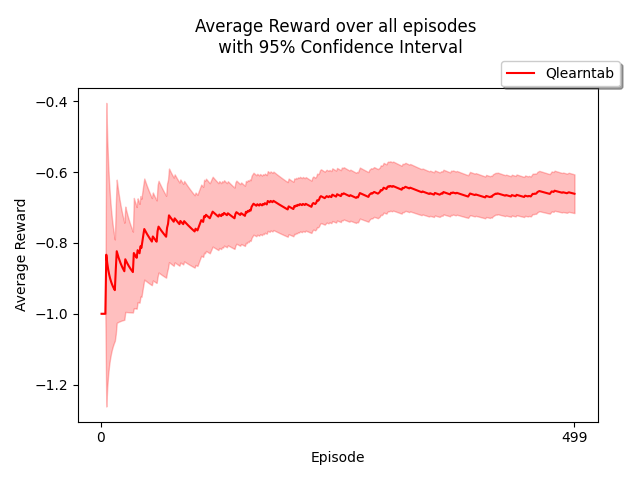 Average Reward over all episodes
with 95% Confidence Interval
Qlearntab
−0.4
−0.6
−0.8
−1.0
−1.2
Average Reward
0
499
Episode